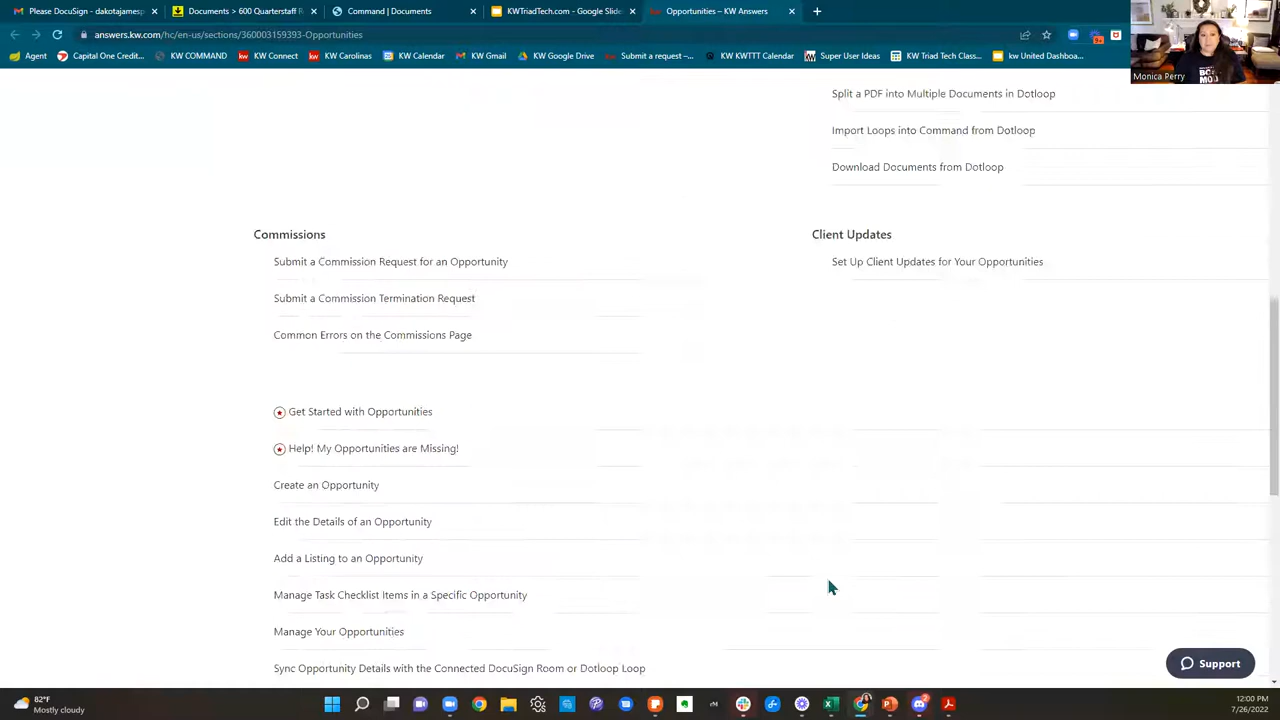 Please DocuSign - dakotajamesp
Documents > 600 Quarterstaff R
Command | Documents
KWTriadTech.com - Google Slide
Opportunities – KW Answers
answers.kw.com/hc/en-us/sections/360003159393-Opportunities
Agent
Capital One Credit...
KW COMMAND
KW Connect
KW Carolinas
KW Calendar
KW Gmail
KW Google Drive
Submit a request –...
KW KWTTT Calendar
Super User Ideas
KW Triad Tech Class...
kw United Dashboa...
Monica Perry
Split a PDF into Multiple Documents in Dotloop
Import Loops into Command from Dotloop
Download Documents from Dotloop
Commissions
Submit a Commission Request for an Opportunity
Submit a Commission Termination Request
Common Errors on the Commissions Page
Client Updates
Set Up Client Updates for Your Opportunities
Get Started with Opportunities
Help! My Opportunities are Missing!
Create an Opportunity
Edit the Details of an Opportunity
Add a Listing to an Opportunity
Manage Task Checklist Items in a Specific Opportunity
Manage Your Opportunities
Sync Opportunity Details with the Connected DocuSign Room or Dotloop Loop
Support
82°F
Mostly cloudy
12:00 PM
7/26/2022